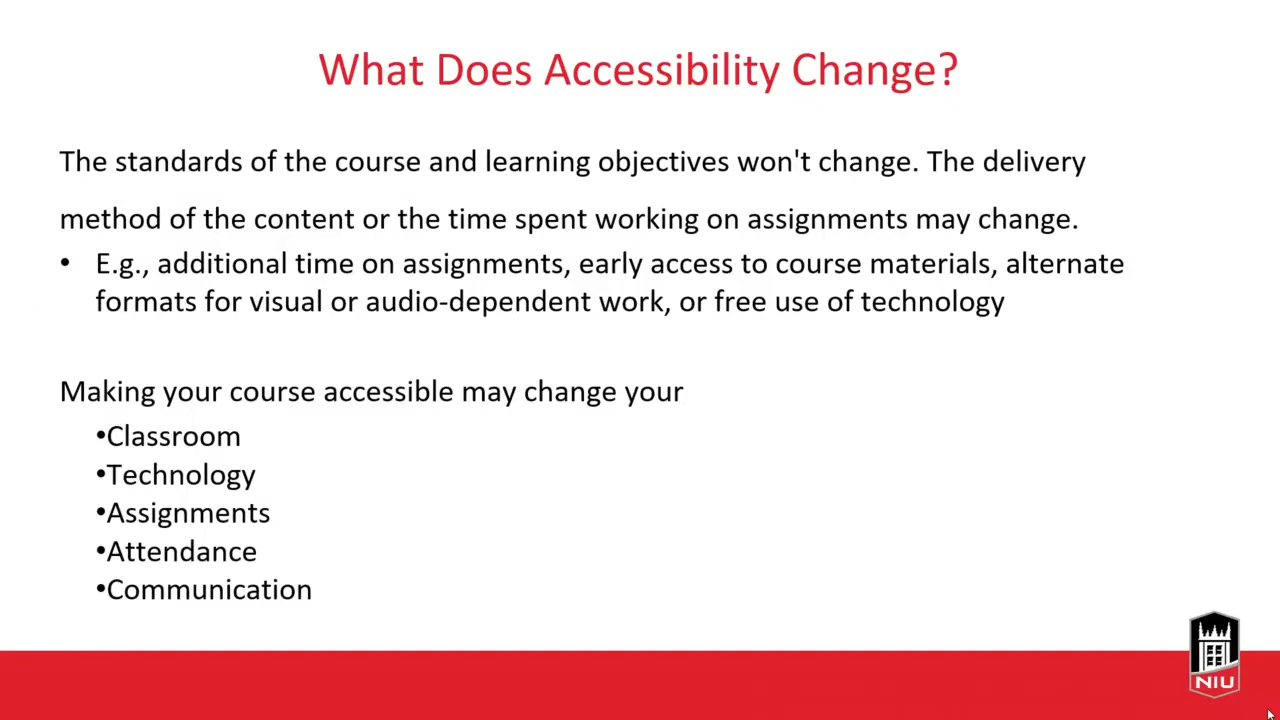 What Does Accessibility Change?
The standards of the course and learning objectives won't change. The delivery
method of the content or the time spent working on assignments may change.
• E.g., additional time on assignments, early access to course materials, alternate
formats for visual or audio-dependent work, or free use of technology
Making your course accessible may change your
•Classroom
•Technology
•Assignments
•Attendance
•Communication
NIU